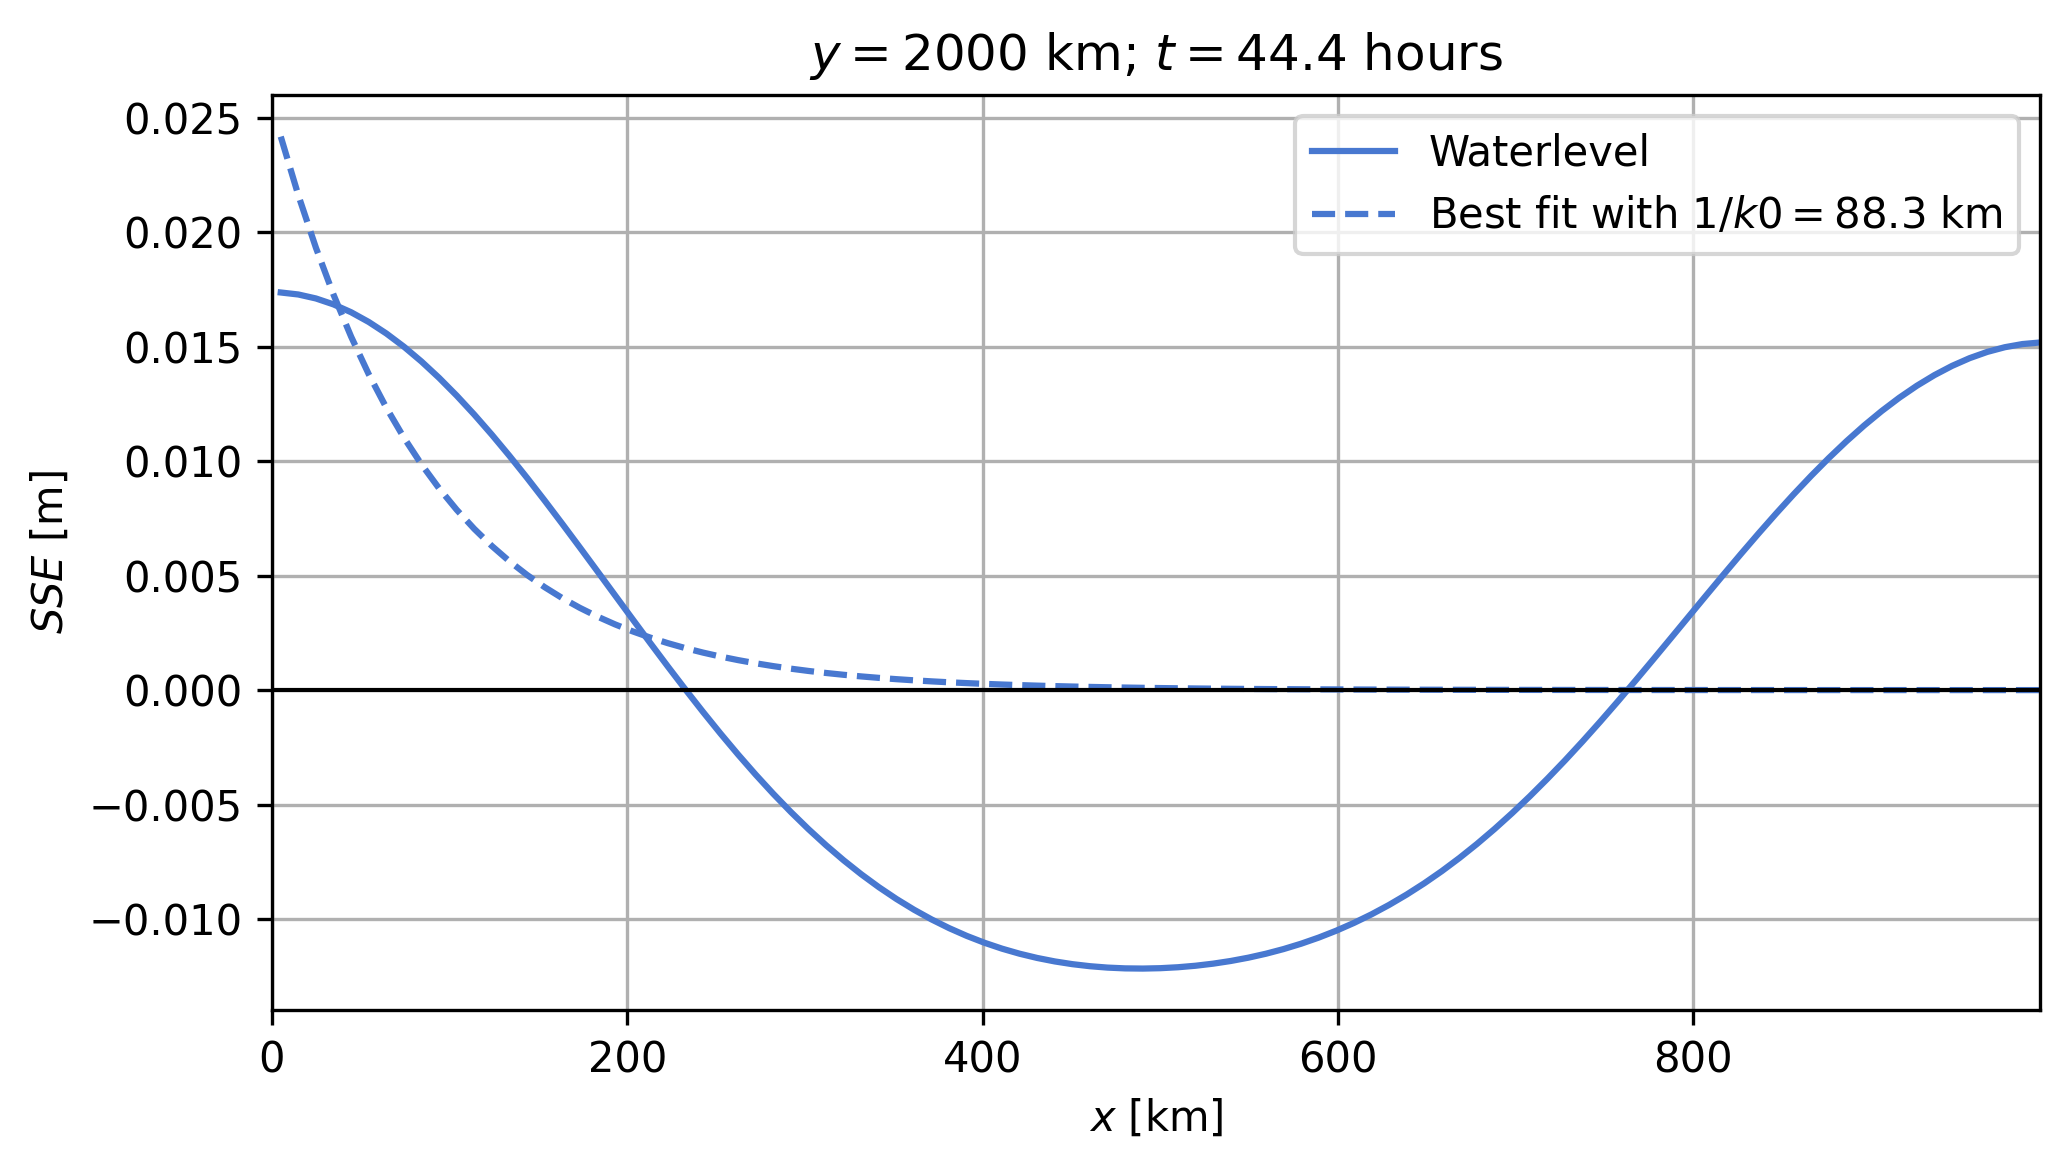 y = 2000 km; t = 44.4 hours
0.025
0.020
0.015
0.010
0.005
0.000
−0.005
−0.010
SSE [m]
Waterlevel
Best fit with 1/k0 = 88.3 km
0 200 400 600 800
x [km]